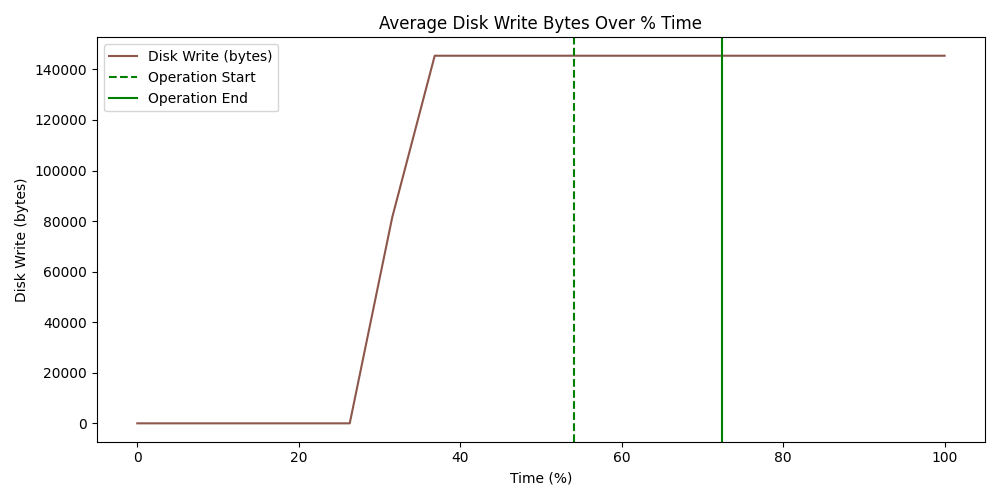 Average Disk Write Bytes Over % Time
Disk Write (bytes)
Operation Start
Operation End
Disk Write (bytes)
140000
120000
100000
80000
60000
40000
20000
0
0 20 40 60 80 100
Time (%)